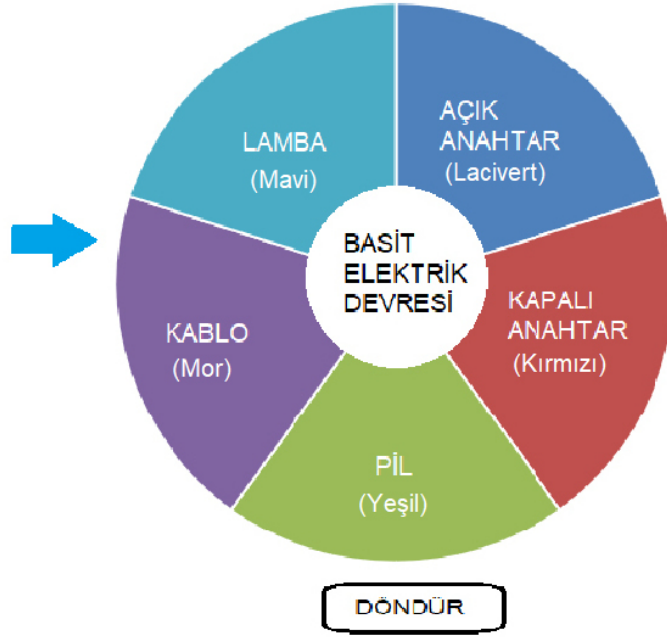 LAMBA
(Mavi)
AÇIK
ANAHTAR
(Lacivert)
BASİT
ELEKTRİK
DEVRESİ
KABLO
(Mor)
KAPALI
ANAHTAR
(Kırmızı)
PİL
(Yeşil)
DÖNDÜR